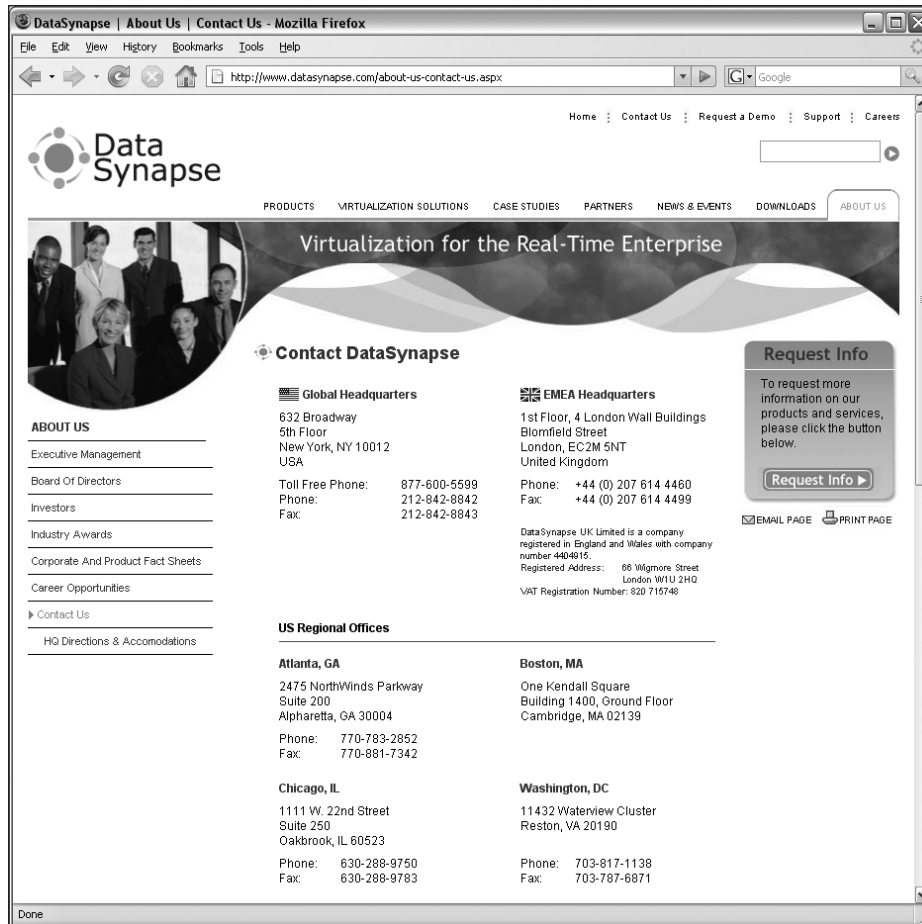 DataSynapse | About Us | Contact Us - Mozilla Firefox
File Edit View History Bookmarks Tools Help
http://www.datasynapse.com/about-us-contact-us.aspx
G Google
Home Contact Us Request a Demo Support Careers
Data
Synapse
PRODUCTS VIRTUALIZATION SOLUTIONS CASE STUDIES PARTNERS NEWS & EVENTS DOWNLOADS ABOUT US
Virtualization for the Real-Time Enterprise
ABOUT US
Executive Management
Board Of Directors
Investors
Industry Awards
Corporate And Product Fact Sheets
Career Opportunities
Contact Us
HQ Directions & Accomodations
Contact DataSynapse
Global Headquarters
632 Broadway
5th Floor
New York, NY 10012
USA
Toll Free Phone: 877-600-5599
Phone: 212-842-8842
Fax: 212-842-8843
EMEA Headquarters
1st Floor, 4 London Wall Buildings
Blomfield Street
London, EC2M 5NT
United Kingdom
Phone: +44 (0) 207 614 4460
Fax: +44 (0) 207 614 4499
DataSynapse UK Limited is a company
registered in England and Wales with company
number 4404915.
Registered Address: 66 Wigmore Street
London W1U 2HQ
VAT Registration Number: 820 715748
US Regional Offices
Atlanta, GA
2475 NorthWinds Parkway
Suite 200
Alpharetta, GA 30004
Phone: 770-783-2852
Fax: 770-881-7342
Boston, MA
One Kendall Square
Building 1400, Ground Floor
Cambridge, MA 02139
Chicago, IL
1111 W. 22nd Street
Suite 250
Oakbrook, IL 60523
Phone: 630-288-9750
Fax: 630-288-9783
Washington, DC
11432 Waterview Cluster
Reston, VA 20190
Phone: 703-817-1138
Fax: 703-787-6871
Request Info
To request more
information on our
products and services,
please click the button
below.
Request Info
EMAIL PAGE PRINT PAGE
Done